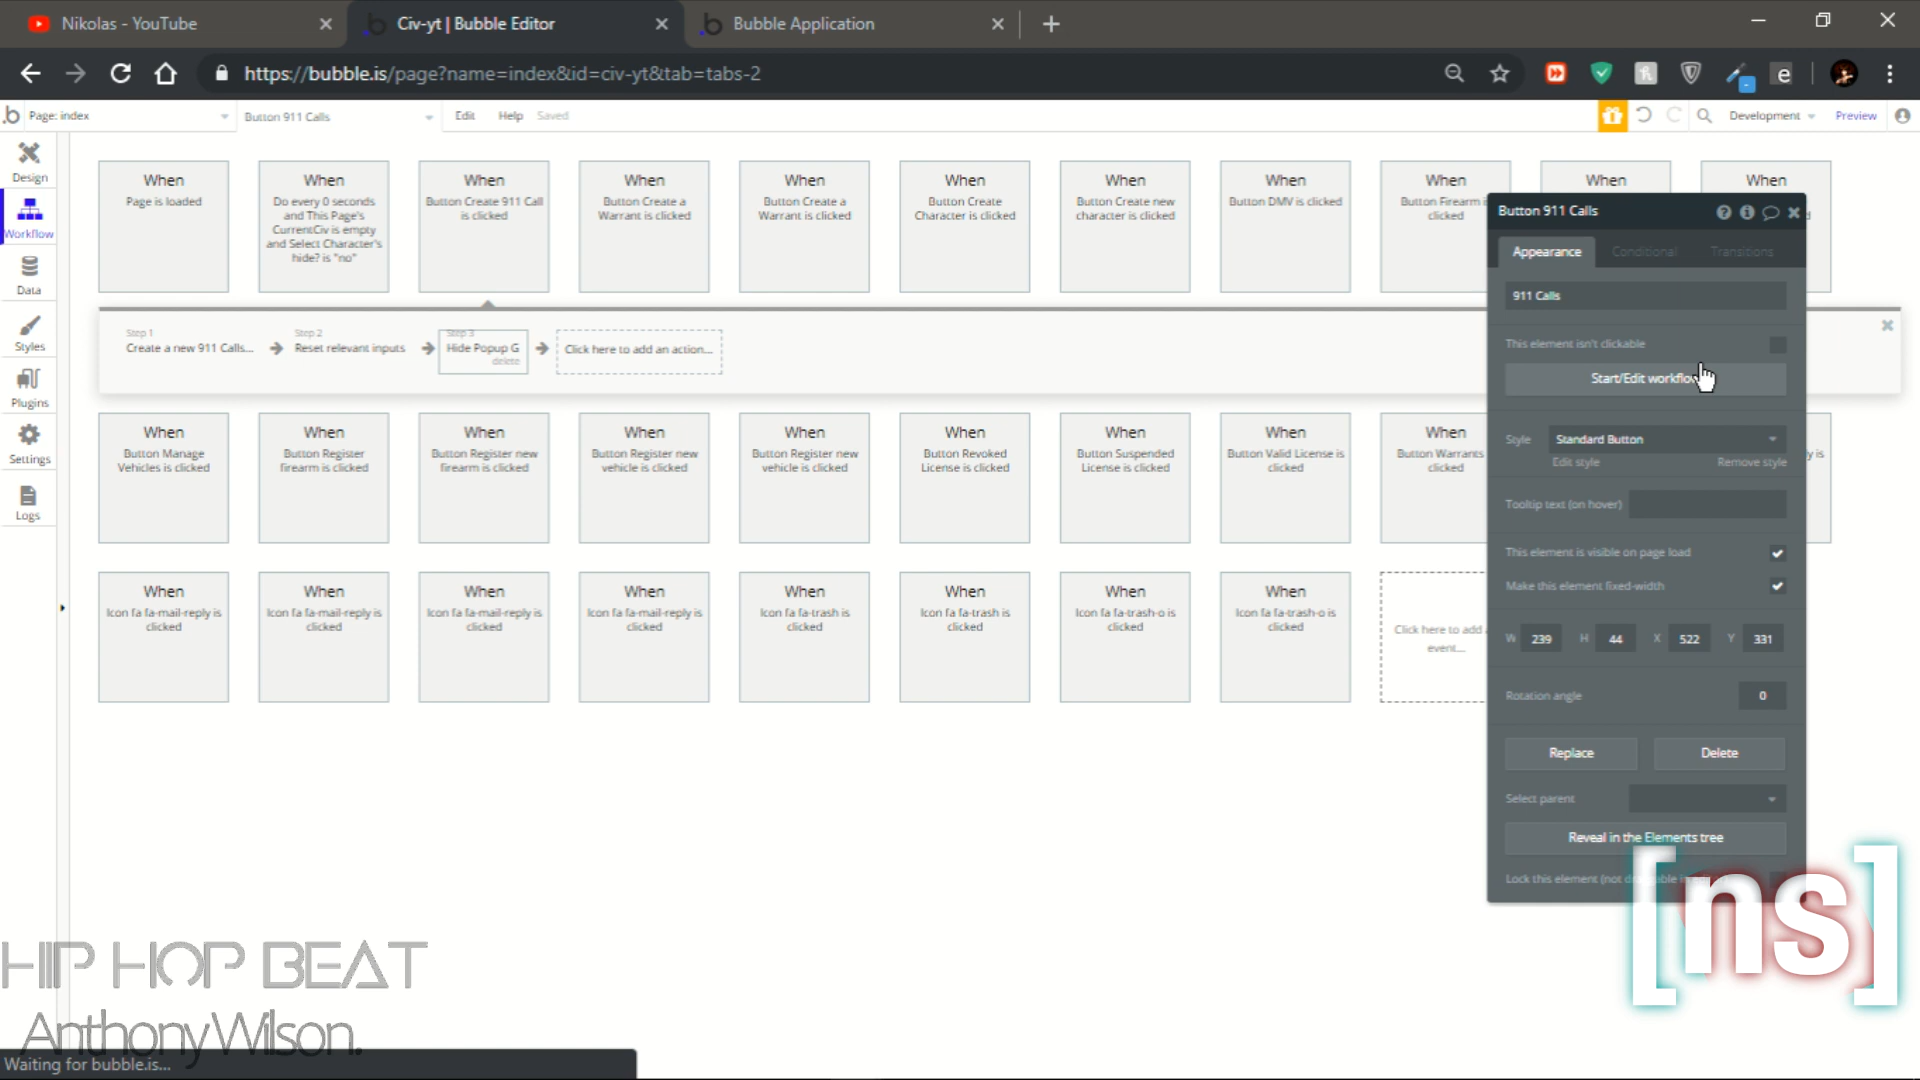 Nikolas - YouTube
Civ-yt | Bubble Editor
Bubble Application
https://bubble.is/page?name=index&id=civ-yt&tab=tabs-2
Page: index
Button 911 Calls
Edit
Help
Saved
Development
Preview
Design
Workflow
Data
Styles
Plugins
Settings
Logs
When
Page is loaded
When
Do every 0 seconds
and This Page's
CurrentCiv is empty
and Select Character's
hide? is "no"
When
Button Create 911 Call
is clicked
When
Button Create a
Warrant is clicked
When
Button Create a
Warrant is clicked
When
Button Create
Character is clicked
When
Button Create new
character is clicked
When
Button DMV is clicked
When
Button Firearm
clicked
When
When
Step 1
Create a new 911 Calls...
Step 2
Reset relevant inputs
Step 3
Hide Popup G
delete
Click here to add an action...
When
Button Manage
Vehicles is clicked
When
Button Register
firearm is clicked
When
Button Register new
firearm is clicked
When
Button Register new
vehicle is clicked
When
Button Register new
vehicle is clicked
When
Button Revoked
License is clicked
When
Button Suspended
License is clicked
When
Button Valid License is
clicked
When
Button Warrants
clicked
When
Icon fa fa-mail-reply is
clicked
When
Icon fa fa-mail-reply is
clicked
When
Icon fa fa-mail-reply is
clicked
When
Icon fa fa-mail-reply is
clicked
When
Icon fa fa-trash is
clicked
When
Icon fa fa-trash is
clicked
When
Icon fa fa-trash-o is
clicked
When
Icon fa fa-trash-o is
clicked
Click here to add
event...
Button 911 Calls
Appearance
Conditional
Transitions
911 Calls
This element isn't clickable
Start/Edit workflow
Style
Standard Button
Edit style
Remove style
Tooltip text (on hover)
This element is visible on page load
Make this element fixed-width
W 239 H 44 X 522 Y 331
Rotation angle 0
Replace
Delete
Select parent
Reveal in the Elements tree
Lock this element (not
[ns]
HIP HOP BEAT
Anthony Wilson.
Waiting for bubble.is...